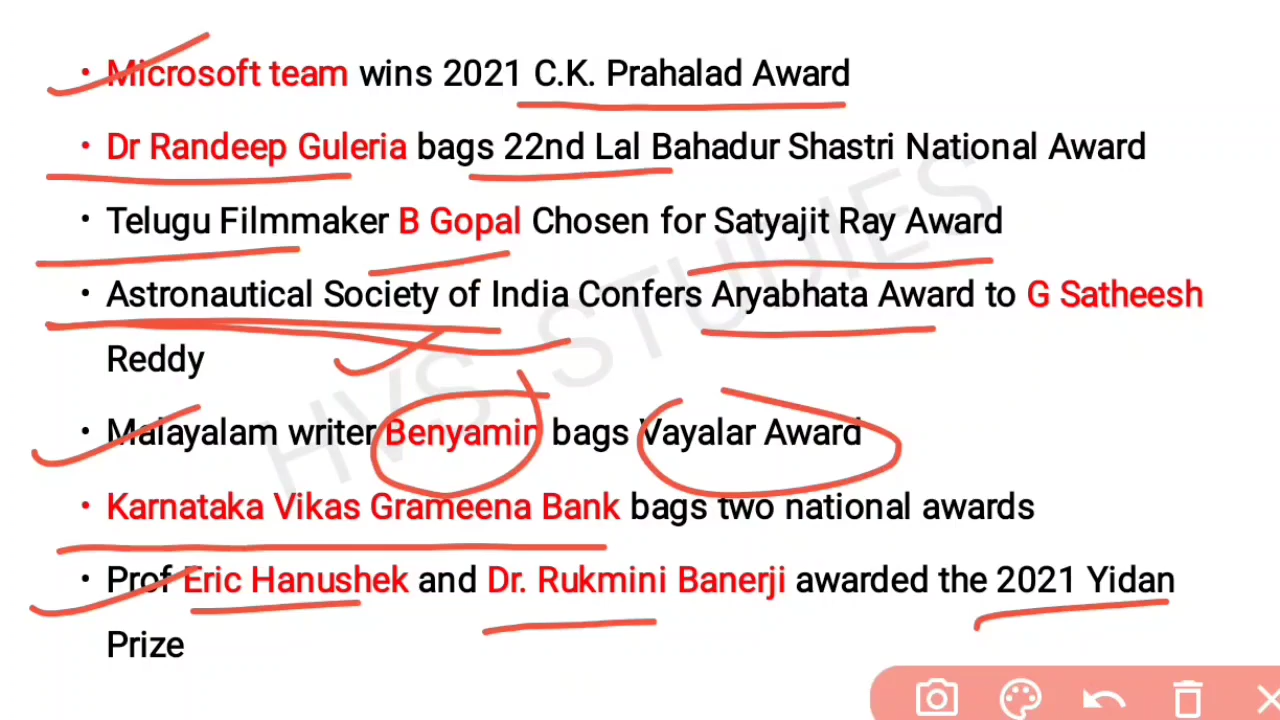 • Microsoft team wins 2021 C.K. Prahalad Award
• Dr Randeep Guleria bags 22nd Lal Bahadur Shastri National Award
• Telugu Filmmaker B Gopal Chosen for Satyajit Ray Award
• Astronautical Society of India Confers Aryabhata Award to G Satheesh
Reddy
• Malayalam writer Benyamin bags Vayalar Award
• Karnataka Vikas Grameena Bank bags two national awards
• Prof Eric Hanushek and Dr. Rukmini Banerji awarded the 2021 Yidan
Prize
HVS STUDIES